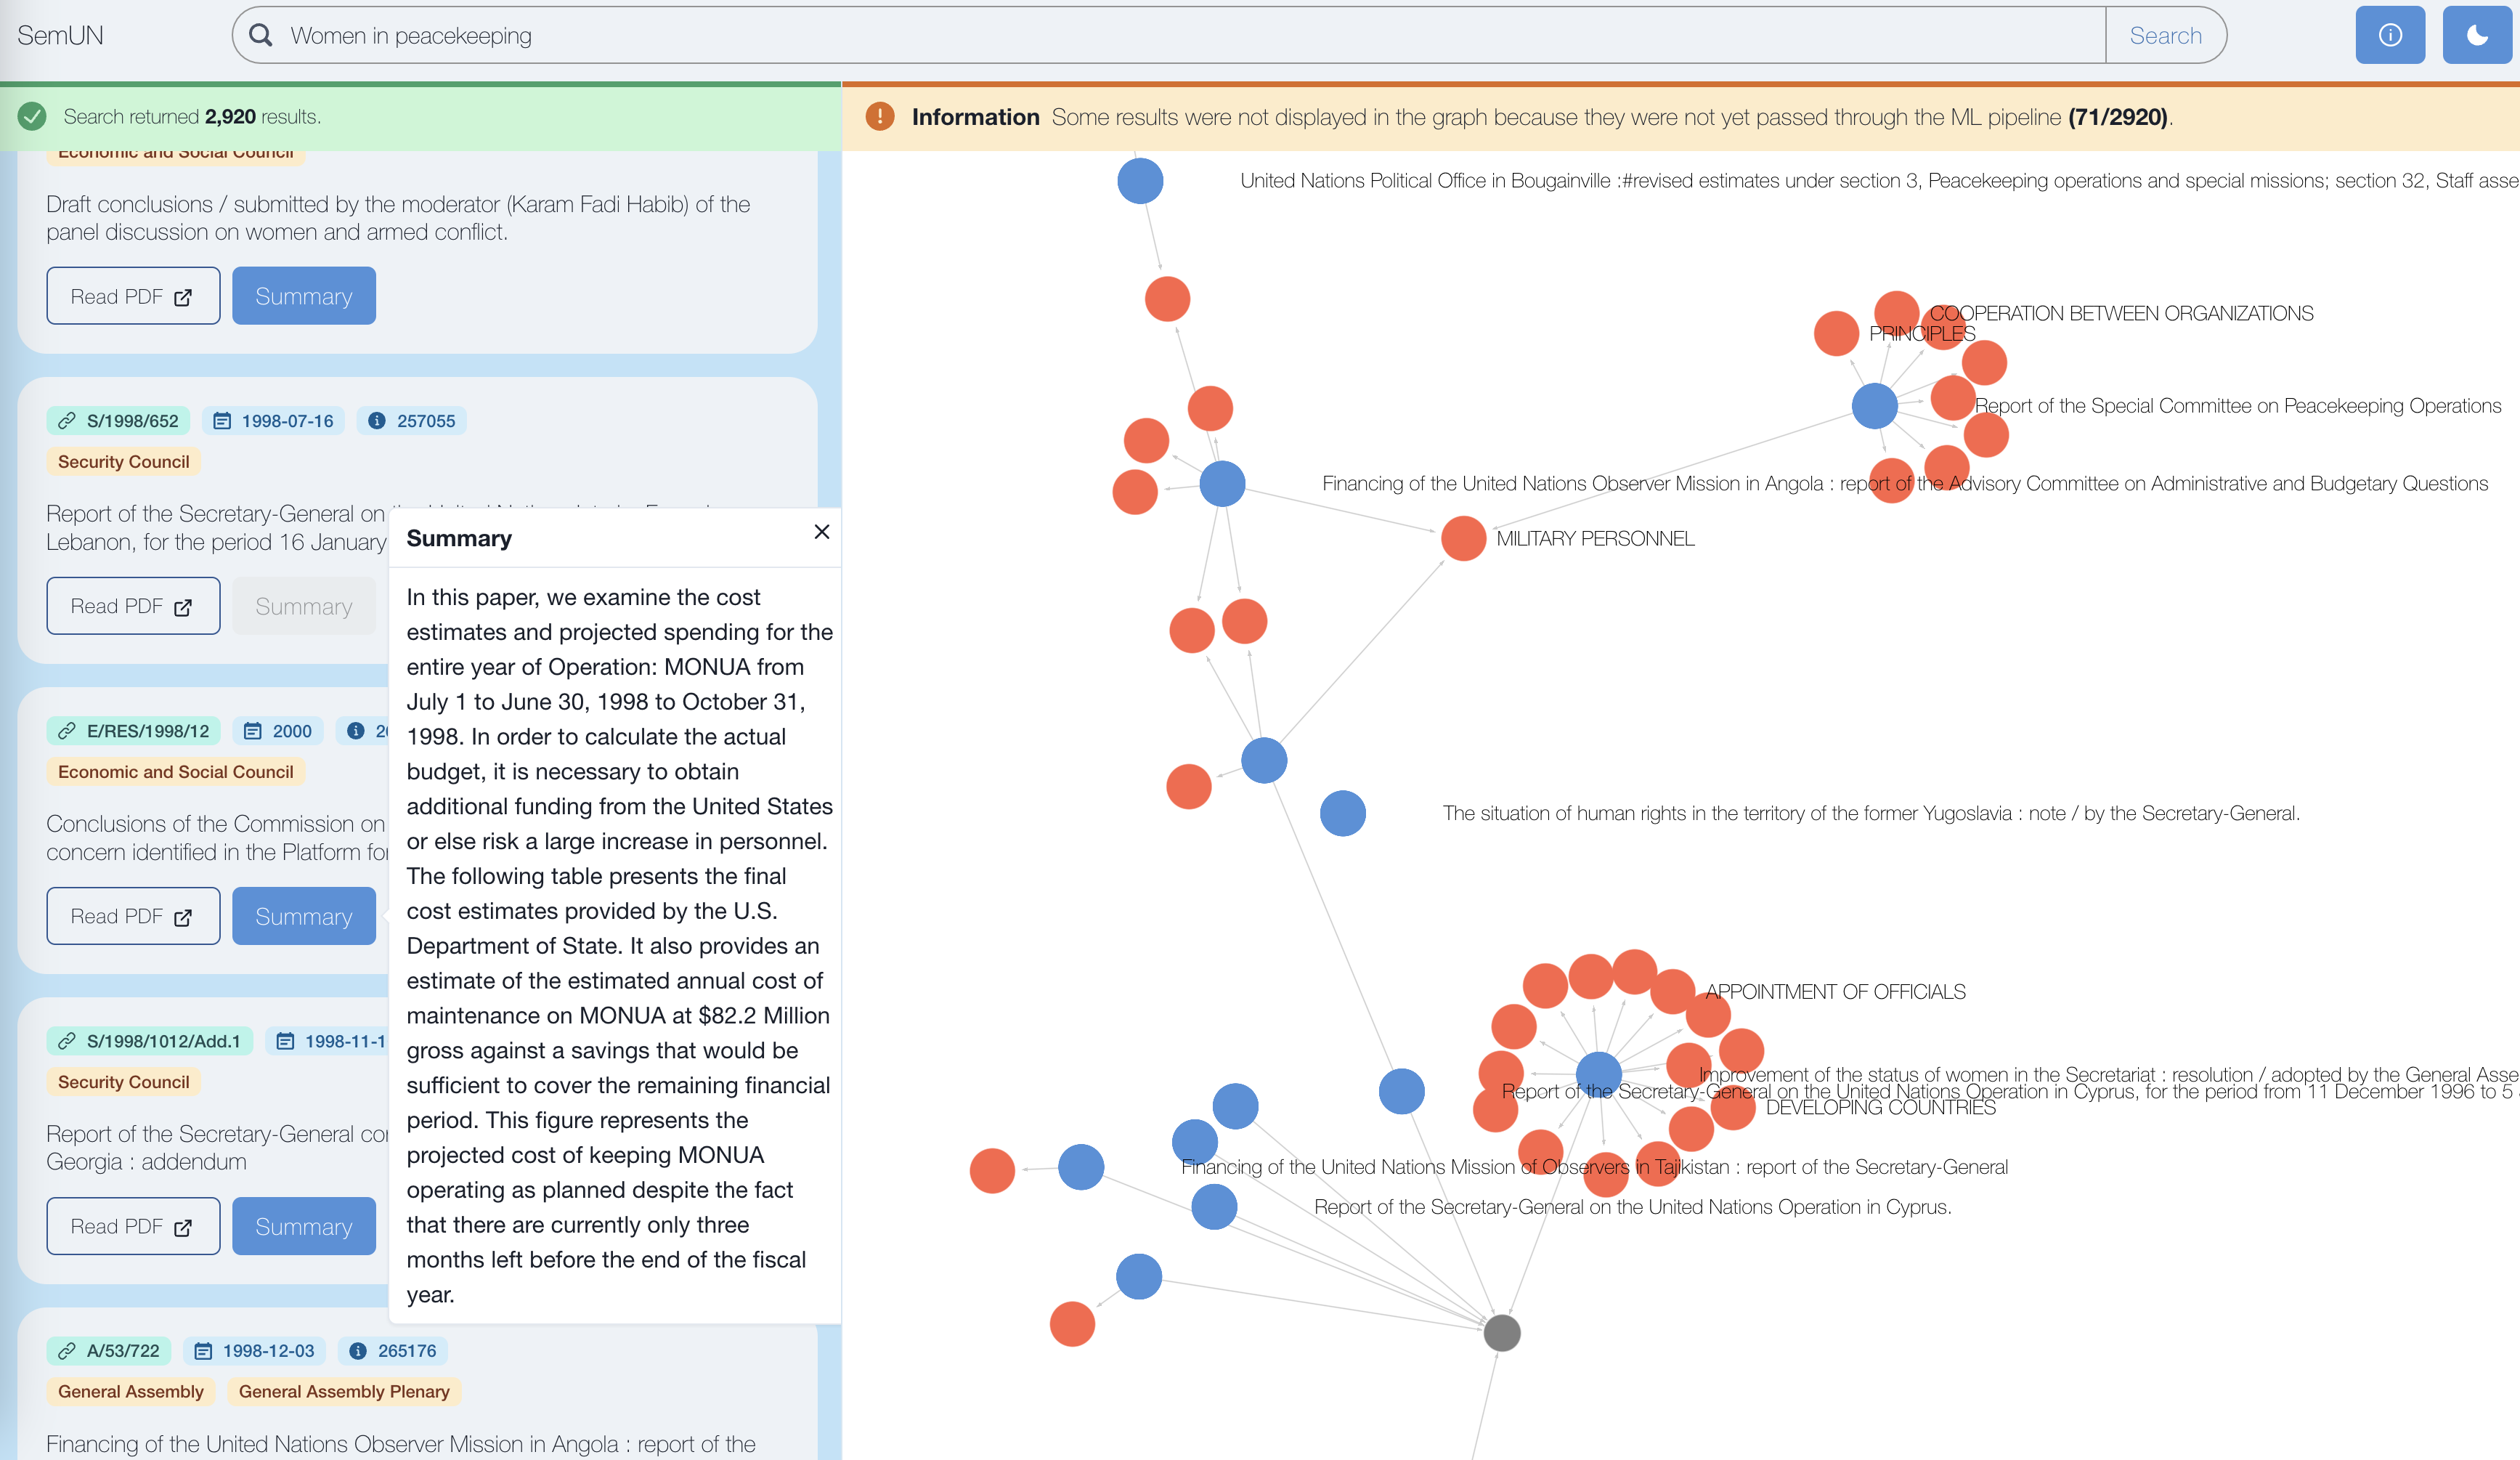 SemUN
Women in peacekeeping
Search
Search returned 2,920 results.
Information Some results were not displayed in the graph because they were not yet passed through the ML pipeline (71/2920).
Economic and Social Council
Draft conclusions / submitted by the moderator (Karam Fadi Habib) of the
panel discussion on women and armed conflict.
Read PDF
Summary
S/1998/652
1998-07-16
257055
Security Council
Report of the Secretary-General on
Lebanon, for the period 16 January
Read PDF
Summary
E/RES/1998/12
2000
Economic and Social Council
Conclusions of the Commission on
concern identified in the Platform for
Read PDF
Summary
S/1998/1012/Add.1
1998-11-1
Security Council
Report of the Secretary-General
Georgia : addendum
Read PDF
Summary
A/53/722
1998-12-03
265176
General Assembly
General Assembly Plenary
Financing of the United Nations Observer Mission in Angola : report of the
Summary
In this paper, we examine the cost
estimates and projected spending for the
entire year of Operation: MONUA from
July 1 to June 30, 1998 to October 31,
1998. In order to calculate the actual
budget, it is necessary to obtain
additional funding from the United States
or else risk a large increase in personnel.
The following table presents the final
cost estimates provided by the U.S.
Department of State. It also provides an
estimate of the estimated annual cost of
maintenance on MONUA at $82.2 Million
gross against a savings that would be
sufficient to cover the remaining financial
period. This figure represents the
projected cost of keeping MONUA
operating as planned despite the fact
that there are currently only three
months left before the end of the fiscal
year.
United Nations Political Office in Bougainville :#revised estimates under section 3, Peacekeeping operations and special missions; section 32, Staff asse
COOPERATION BETWEEN ORGANIZATIONS
PRINCIPLES
Report of the Special Committee on Peacekeeping Operations
Financing of the United Nations Observer Mission in Angola : report of the Advisory Committee on Administrative and Budgetary Questions
MILITARY PERSONNEL
The situation of human rights in the territory of the former Yugoslavia : note / by the Secretary-General.
APPOINTMENT OF OFFICIALS
Improvement of the status of women in the Secretariat : resolution / adopted by the General Asse
Report of the Secretary-General on the United Nations Operation in Cyprus, for the period from 11 December 1996 to 5
DEVELOPING COUNTRIES
Financing of the United Nations Mission of Observers in Tajikistan : report of the Secretary-General
Report of the Secretary-General on the United Nations Operation in Cyprus.